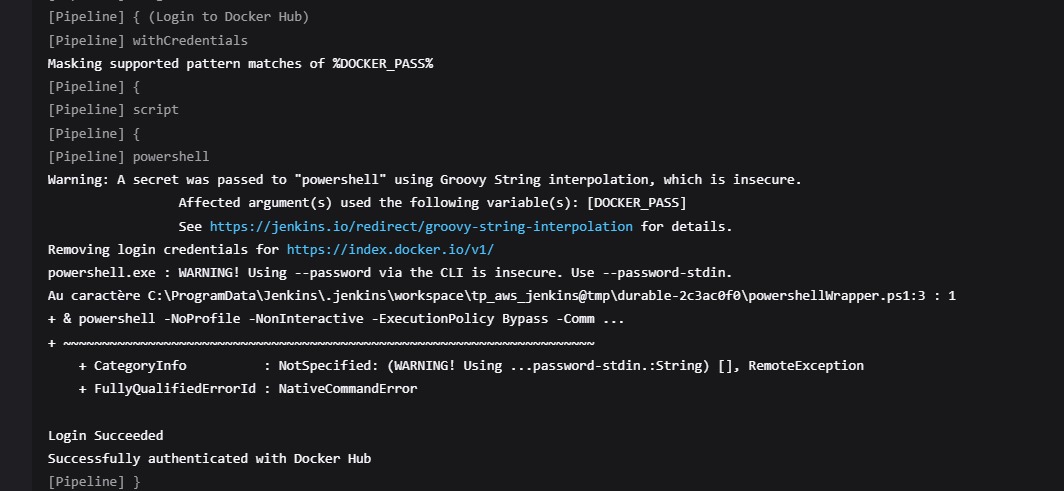 [Pipeline] { (Login to Docker Hub)
[Pipeline] withCredentials
Masking supported pattern matches of %DOCKER_PASS%
[Pipeline] {
[Pipeline] script
[Pipeline] {
[Pipeline] powershell
Warning: A secret was passed to "powershell" using Groovy String interpolation, which is insecure.
Affected argument(s) used the following variable(s): [DOCKER_PASS]
See https://jenkins.io/redirect/groovy-string-interpolation for details.
Removing login credentials for https://index.docker.io/v1/
powershell.exe : WARNING! Using --password via the CLI is insecure. Use --password-stdin.
Au caractère C:\ProgramData\Jenkins\.jenkins\workspace\tp_aws_jenkins@tmp\durable-2c3ac0f0\powershellWrapper.ps1:3 : 1
+ & powershell -NoProfile -NonInteractive -ExecutionPolicy Bypass -Comm ...
+ ~~~~~~~~~~~~~~~~~~~~~~~~~~~~~~~~~~~~~~~~~~~~~~~~~~~~~~~~~~~~~~~~~~~~~
+ CategoryInfo : NotSpecified: (WARNING! Using ...password-stdin.:String) [], RemoteException
+ FullyQualifiedErrorId : NativeCommandError
Login Succeeded
Successfully authenticated with Docker Hub
[Pipeline] }